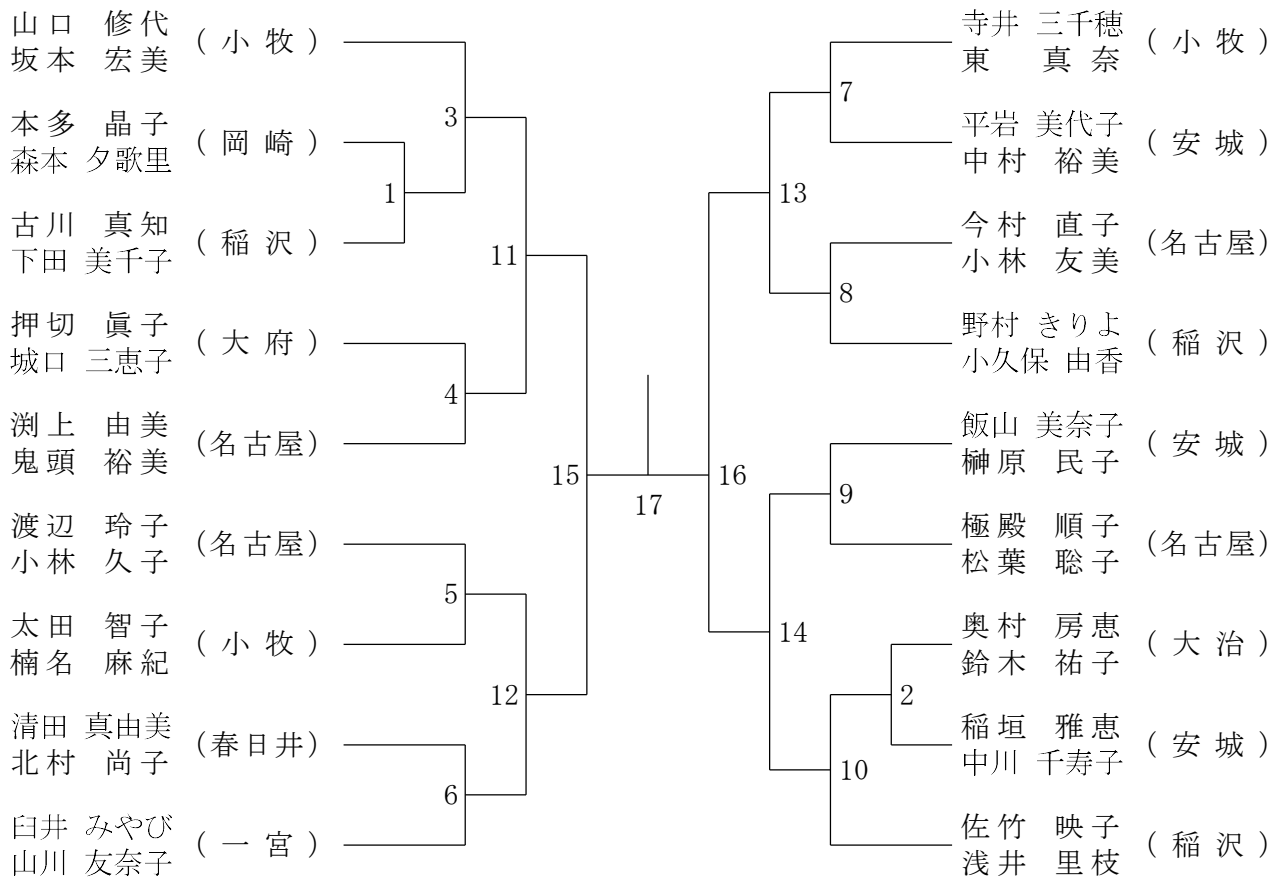 山口 修代
坂本 宏美
(小牧)
本多 晶子
森本 夕歌里
(岡崎)
古川 真知
下田 美千子
(稲沢)
押切 眞子
城口 三恵子
(大府)
渕上 由美
鬼頭 裕美
(名古屋)
渡辺 玲子
小林 久子
(名古屋)
太田 智子
楠名 麻紀
(小牧)
清田 真由美
北村 尚子
(春日井)
臼井 みやび
山川 友奈子
(一宮)
3
1
11
4
15
5
12
6
17
16
7
13
8
9
14
2
10
寺井 三千穂
東 真奈
(小牧)
平岩 美代子
中村 裕美
(安城)
今村 直子
小林 友美
(名古屋)
野村 きりよ
小久保 由香
(稲沢)
飯山 美奈子
榊原 民子
(安城)
極殿 順子
松葉 聡子
(名古屋)
奥村 房恵
鈴木 祐子
(大治)
稲垣 雅恵
中川 千寿子
(安城)
佐竹 映子
浅井 里枝
(稲沢)